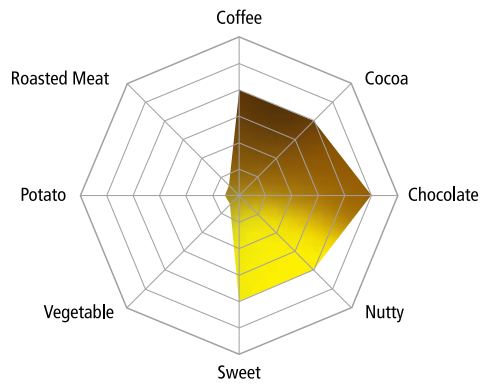 Coffee
Roasted Meat
Cocoa
Potato
Chocolate
Vegetable
Nutty
Sweet